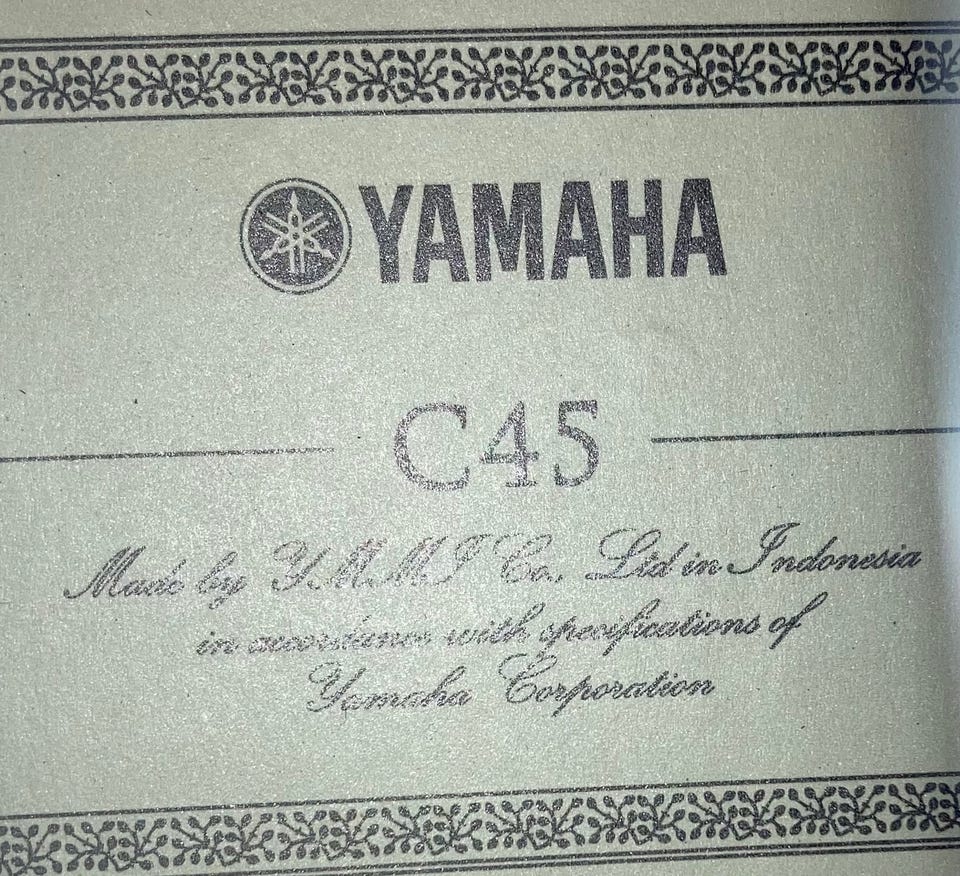 YAMAHA
C45
Made by Y.M.M.I Co., Ltd in Indonesia
in accordance with specifications of
Yamaha Corporation